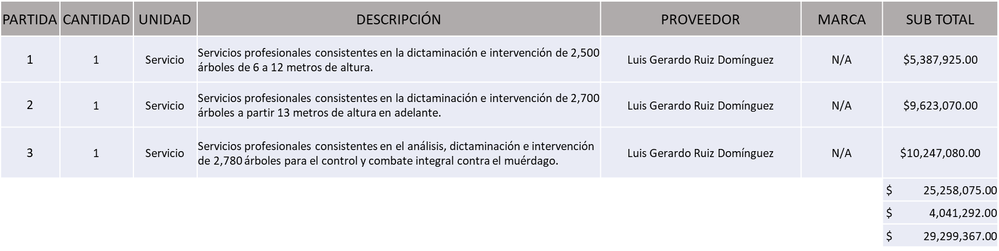 PARTIDA CANTIDAD UNIDAD DESCRIPCIÓN PROVEEDOR MARCA SUB TOTAL
1 1 Servicio Servicios profesionales consistentes en la dictaminación e intervención de 2,500
árboles de 6 a 12 metros de altura. Luis Gerardo Ruiz Domínguez N/A $5,387,925.00
2 1 Servicio Servicios profesionales consistentes en la dictaminación e intervención de 2,700
árboles a partir 13 metros de altura en adelante. Luis Gerardo Ruiz Domínguez N/A $9,623,070.00
3 1 Servicio Servicios profesionales consistentes en el análisis, dictaminación e intervención
de 2,780 árboles para el control y combate integral contra el muérdago. Luis Gerardo Ruiz Domínguez N/A $10,247,080.00
$ 25,258,075.00
$ 4,041,292.00
$ 29,299,367.00